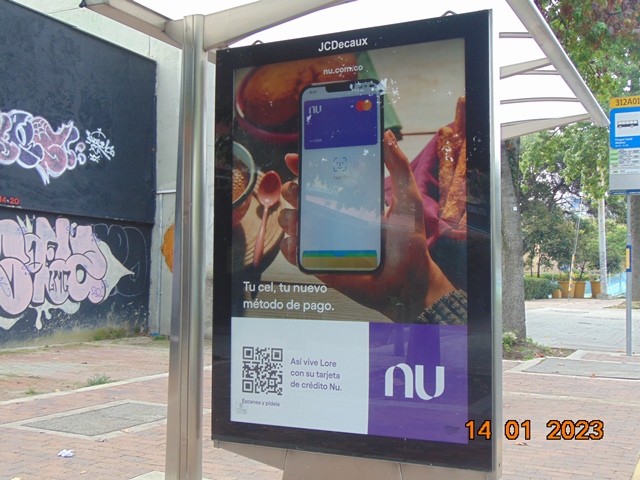 JCDecaux
nu.com.co
nu
Tu cel, tu nuevo
método de pago.
Así vive Lore
con su tarjeta
de crédito Nu.
Escanea y pídela
nu
312A01
14 01 2023